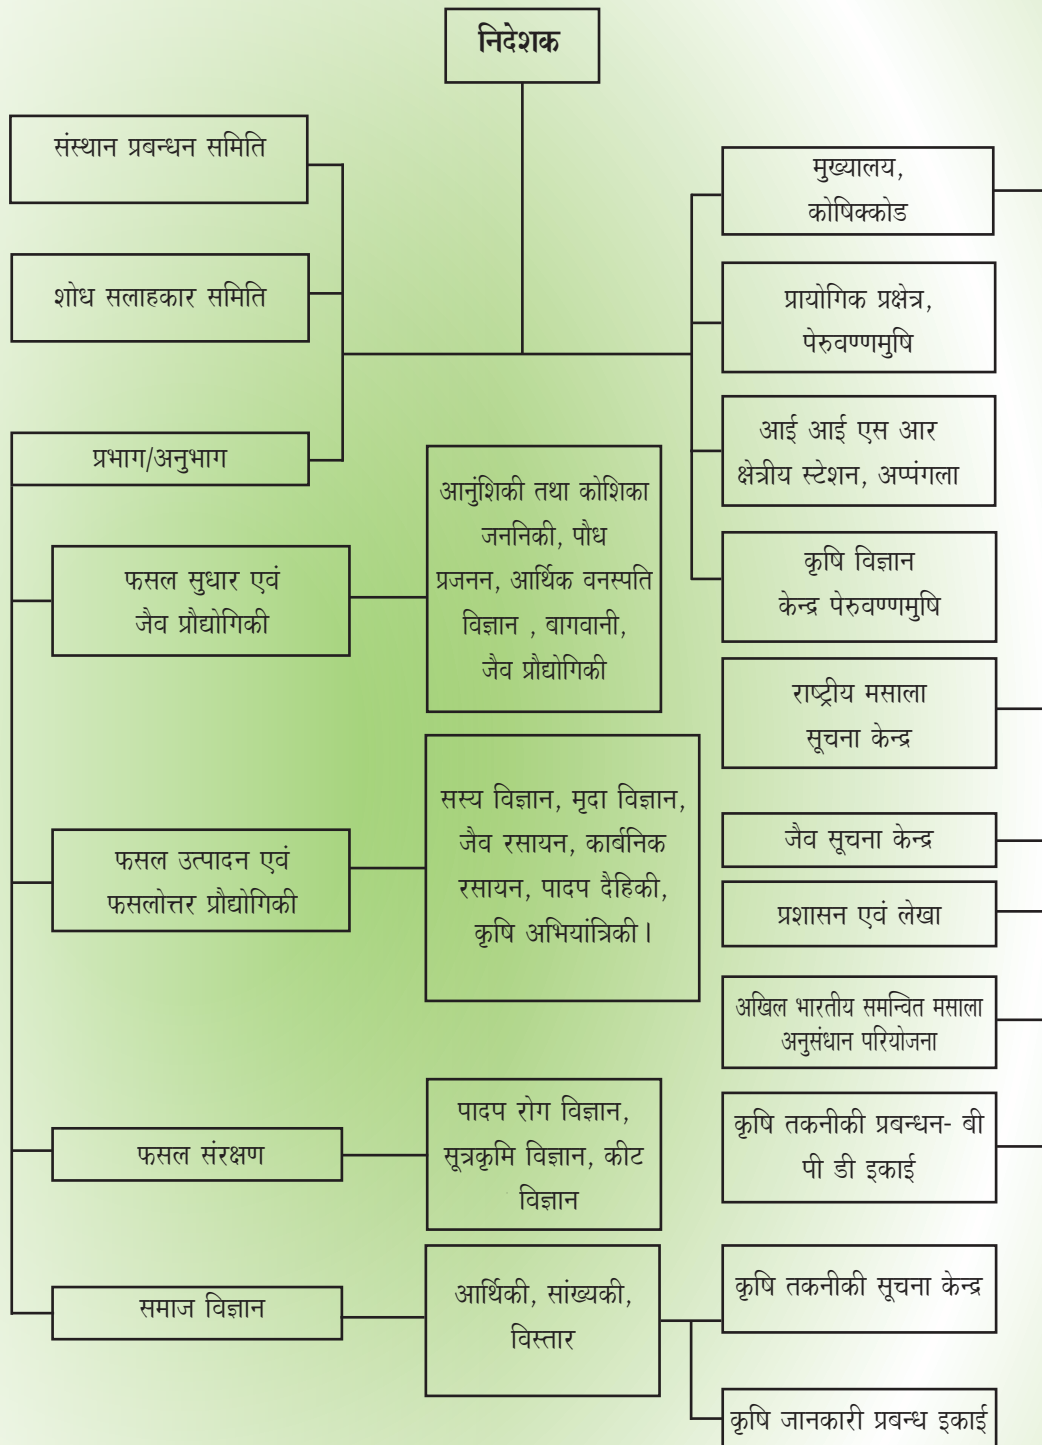 निदेशक
संस्थान प्रबन्धन समिति
शोध सलाहकार समिति
प्रभाग/अनुभाग
फसल सुधार एवं
जैव प्रौद्योगिकी
आनुंशिकी तथा कोशिका
जननिकी, पौध
प्रजनन, आर्थिक वनस्पति
विज्ञान , बागवानी,
जैव प्रौद्योगिकी
फसल उत्पादन एवं
फसलोत्तर प्रौद्योगिकी
सस्य विज्ञान, मृदा विज्ञान,
जैव रसायन, कार्बनिक
रसायन, पादप दैहिकी,
कृषि अभियांत्रिकी।
फसल संरक्षण
पादप रोग विज्ञान,
सूत्रकृमि विज्ञान, कीट
विज्ञान
समाज विज्ञान
आर्थिकी, सांख्यकी,
विस्तार
मुख्यालय,
कोषिक्कोड
प्रायोगिक प्रक्षेत्र,
पेरुवण्णमुषि
आई आई एस आर
क्षेत्रीय स्टेशन, अप्पंगला
कृषि विज्ञान
केन्द्र पेरुवण्णमुषि
राष्ट्रीय मसाला
सूचना केन्द्र
जैव सूचना केन्द्र
प्रशासन एवं लेखा
अखिल भारतीय समन्वित मसाला
अनुसंधान परियोजना
कृषि तकनीकी प्रबन्धन- बी
पी डी इकाई
कृषि तकनीकी सूचना केन्द्र
कृषि जानकारी प्रबन्ध इकाई